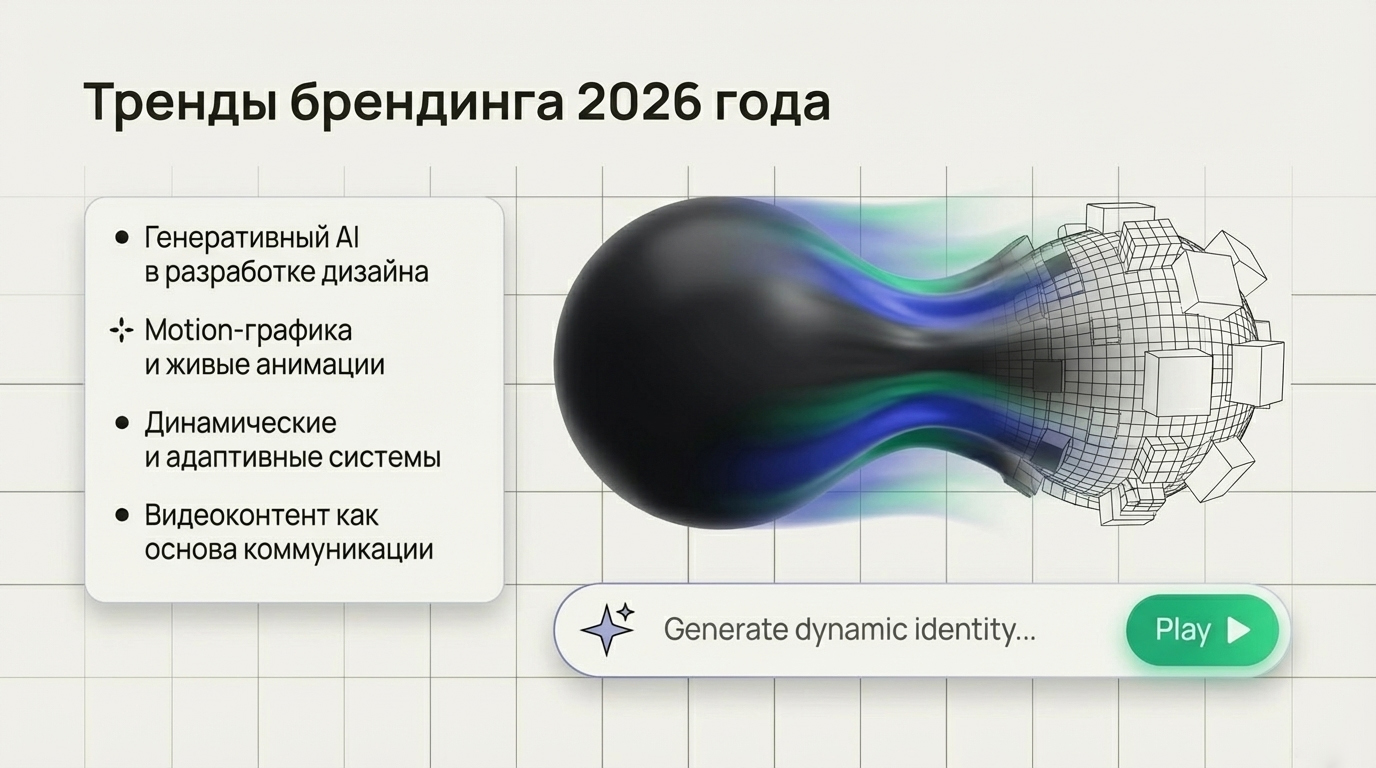 Тренды брендинга 2026 года
Генеративный AI
в разработке дизайна
Motion-графика
и живые анимации
Динамические
и адаптивные системы
Видеоконтент как
основа коммуникации
Generate dynamic identity...
Play